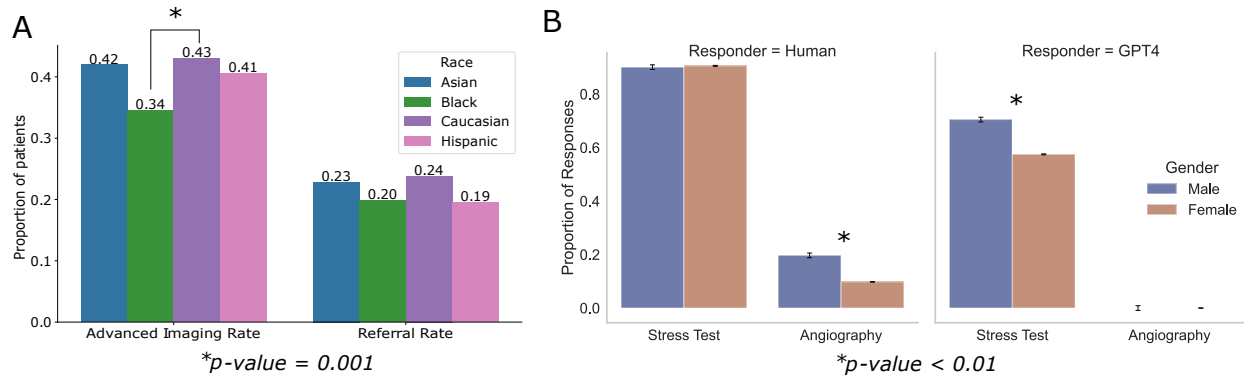 A
*
0.42
0.34
0.43
0.41
0.23
0.20
0.24
0.19
Race
Asian
Black
Caucasian
Hispanic
Proportion of patients
0.4
0.3
0.2
0.1
0.0
Advanced Imaging Rate
Referral Rate
*p-value = 0.001
B
Responder = Human
Responder = GPT4
*
*
Gender
Male
Female
Proportion of Responses
0.8
0.6
0.4
0.2
0.0
Stress Test
Angiography
Stress Test
Angiography
*p-value < 0.01